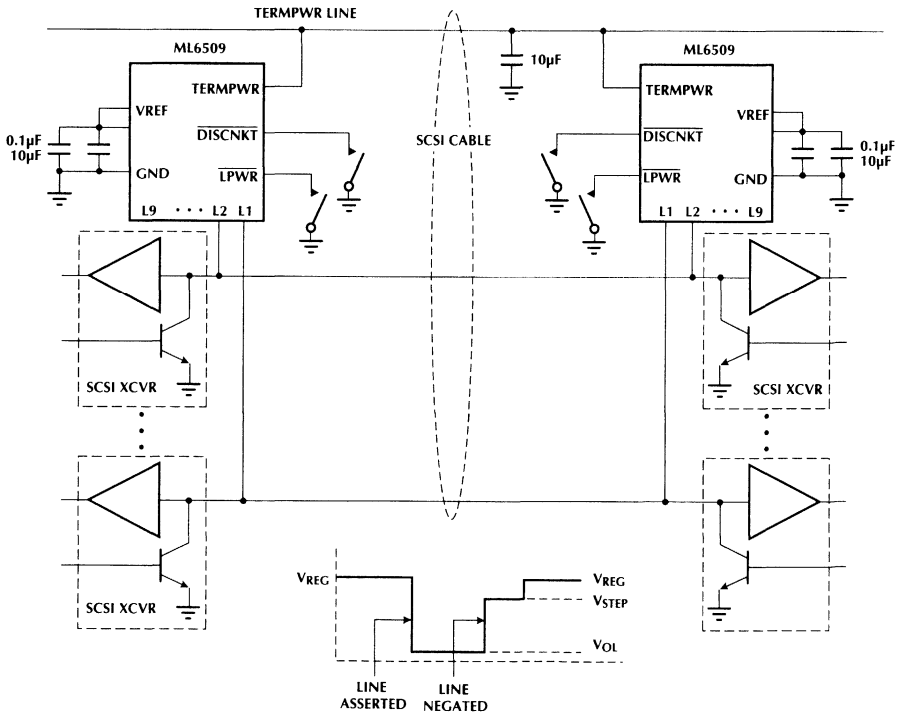 TERMPWR LINE
ML6509
ML6509
10µF
TERMPWR
TERMPWR
VREF
VREF
DISCNKT
SCSI CABLE
DISCNKT
0.1µF
10µF
0.1µF
10µF
LPWR
LPWR
GND
GND
L9 • • • L2 L1
L1 L2 • • • L9
SCSI XCVR
SCSI XCVR
VREG
VREG
VSTEP
SCSI XCVR
VOL
LINE
ASSERTED
LINE
NEGATED